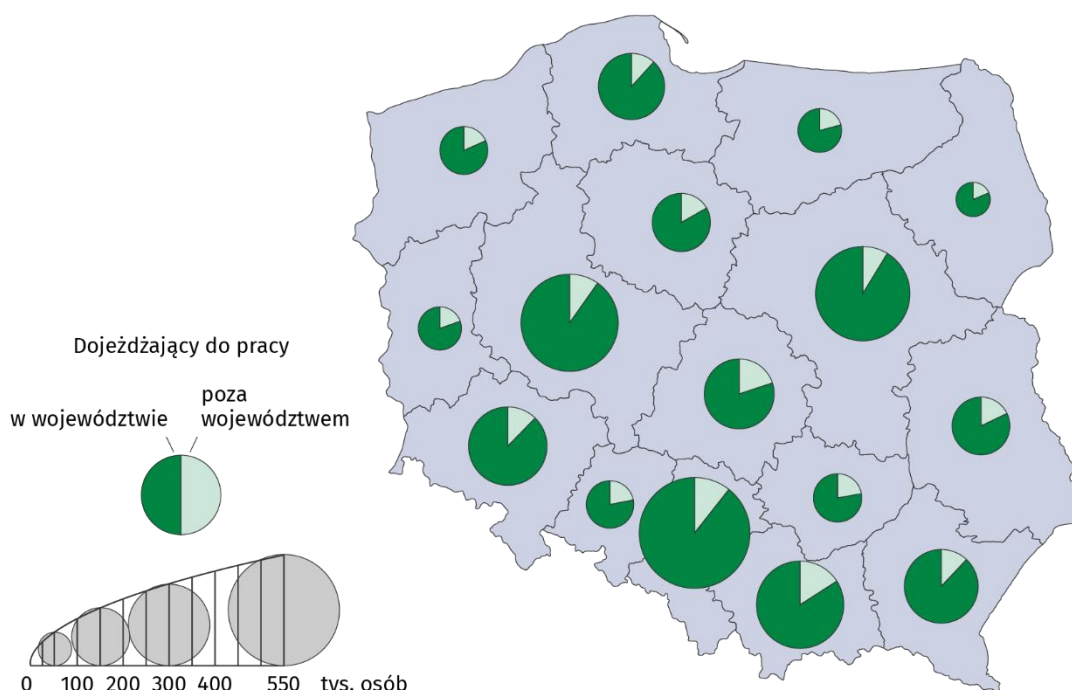 Dojeżdżający do pracy
w województwie
poza
województwem
0 100 200 300 400 550 tys. osób